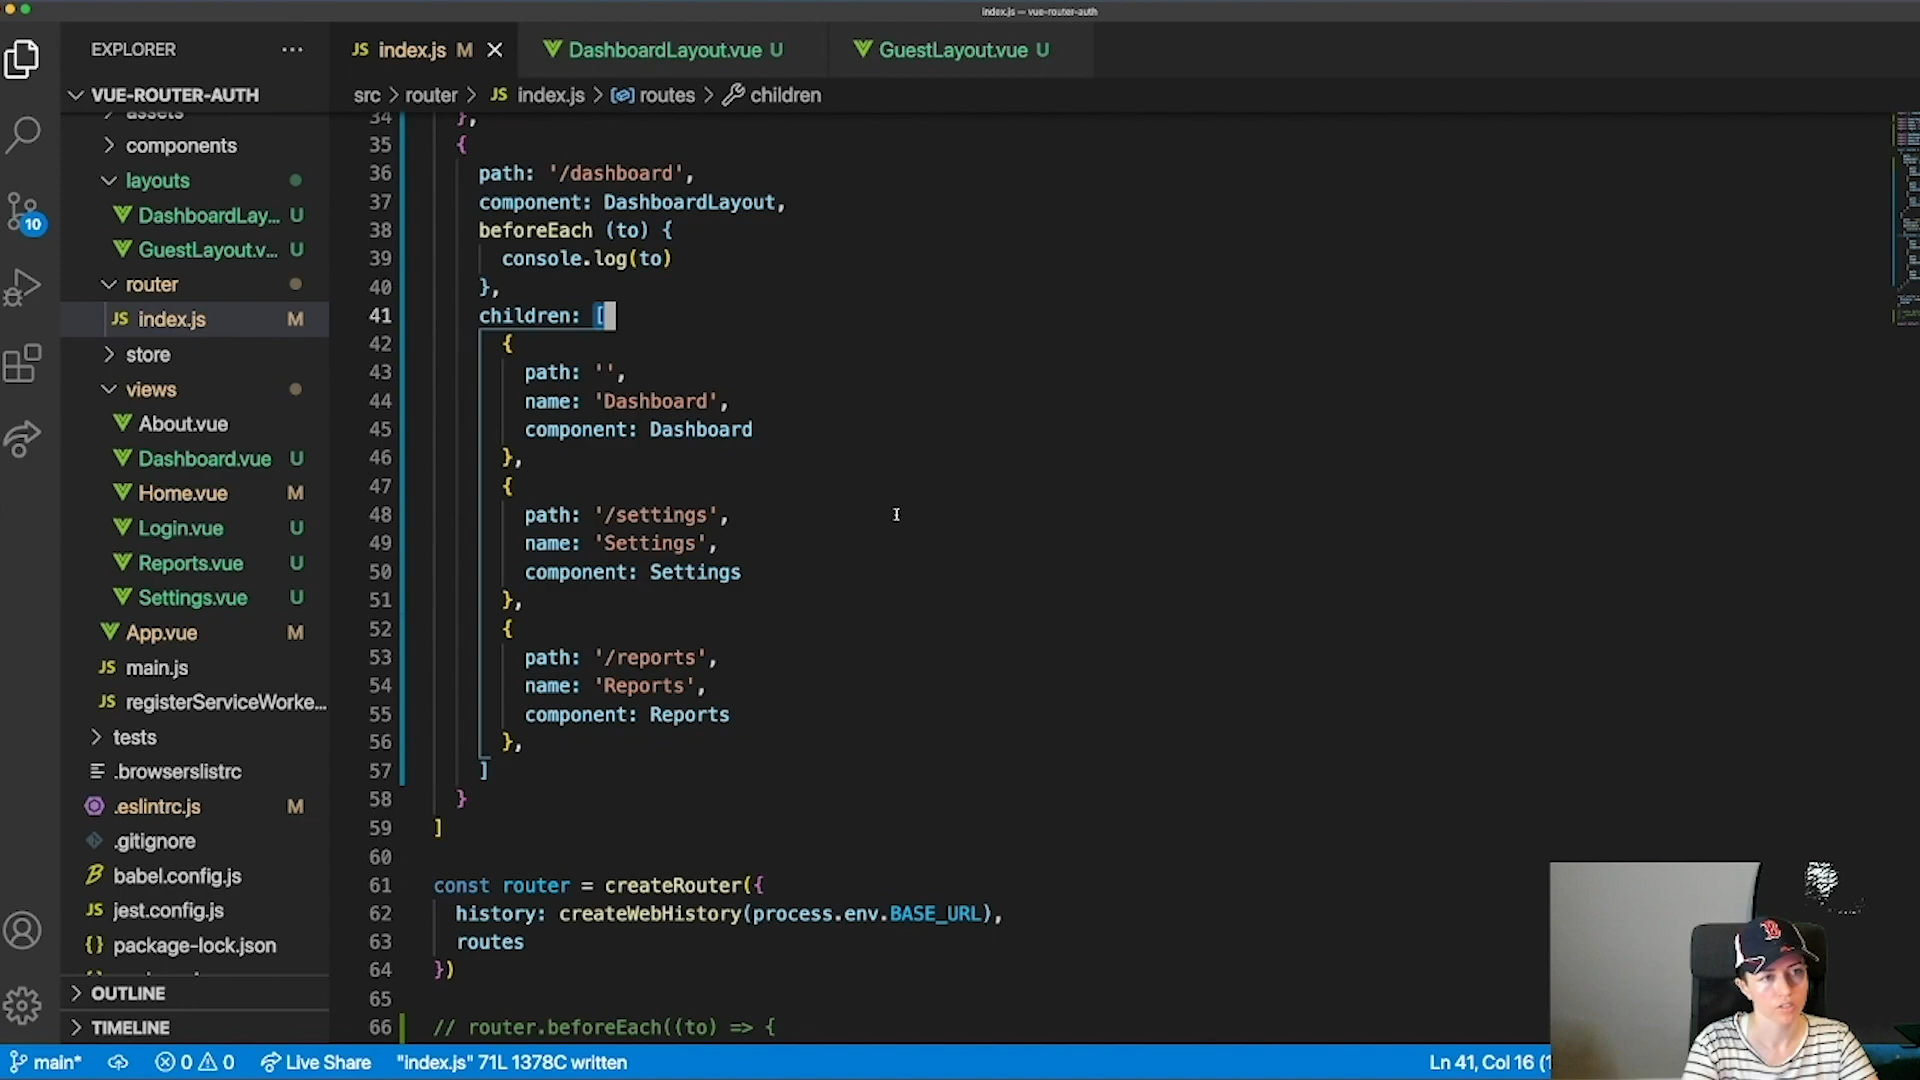 index.js — vue-router-auth
EXPLORER ···
JS index.js M
DashboardLayout.vue U
GuestLayout.vue U
VUE-ROUTER-AUTH
src > router > JS index.js > routes > children
assets
components
layouts
DashboardLay... U
GuestLayout.v... U
router
JS index.js M
store
views
About.vue
Dashboard.vue U
Home.vue M
Login.vue U
Reports.vue U
Settings.vue U
App.vue M
JS main.js
JS registerServiceWorke...
tests
.browserslistrc
.eslintrc.js M
.gitignore
babel.config.js
JS jest.config.js
{} package-lock.json
OUTLINE
TIMELINE
10
34 },
35 {
36 path: '/dashboard',
37 component: DashboardLayout,
38 beforeEach (to) {
39 console.log(to)
40 },
41 children: [
42 {
43 path: '',
44 name: 'Dashboard',
45 component: Dashboard
46 },
47 {
48 path: '/settings',
49 name: 'Settings',
50 component: Settings
51 },
52 {
53 path: '/reports',
54 name: 'Reports',
55 component: Reports
56 },
57 ]
58 }
59 ]
60
61 const router = createRouter({
62 history: createWebHistory(process.env.BASE_URL),
63 routes
64 })
65
66 // router.beforeEach((to) => {
main* 0 0 Live Share "index.js" 71L 1378C written
Ln 41, Col 16 (1